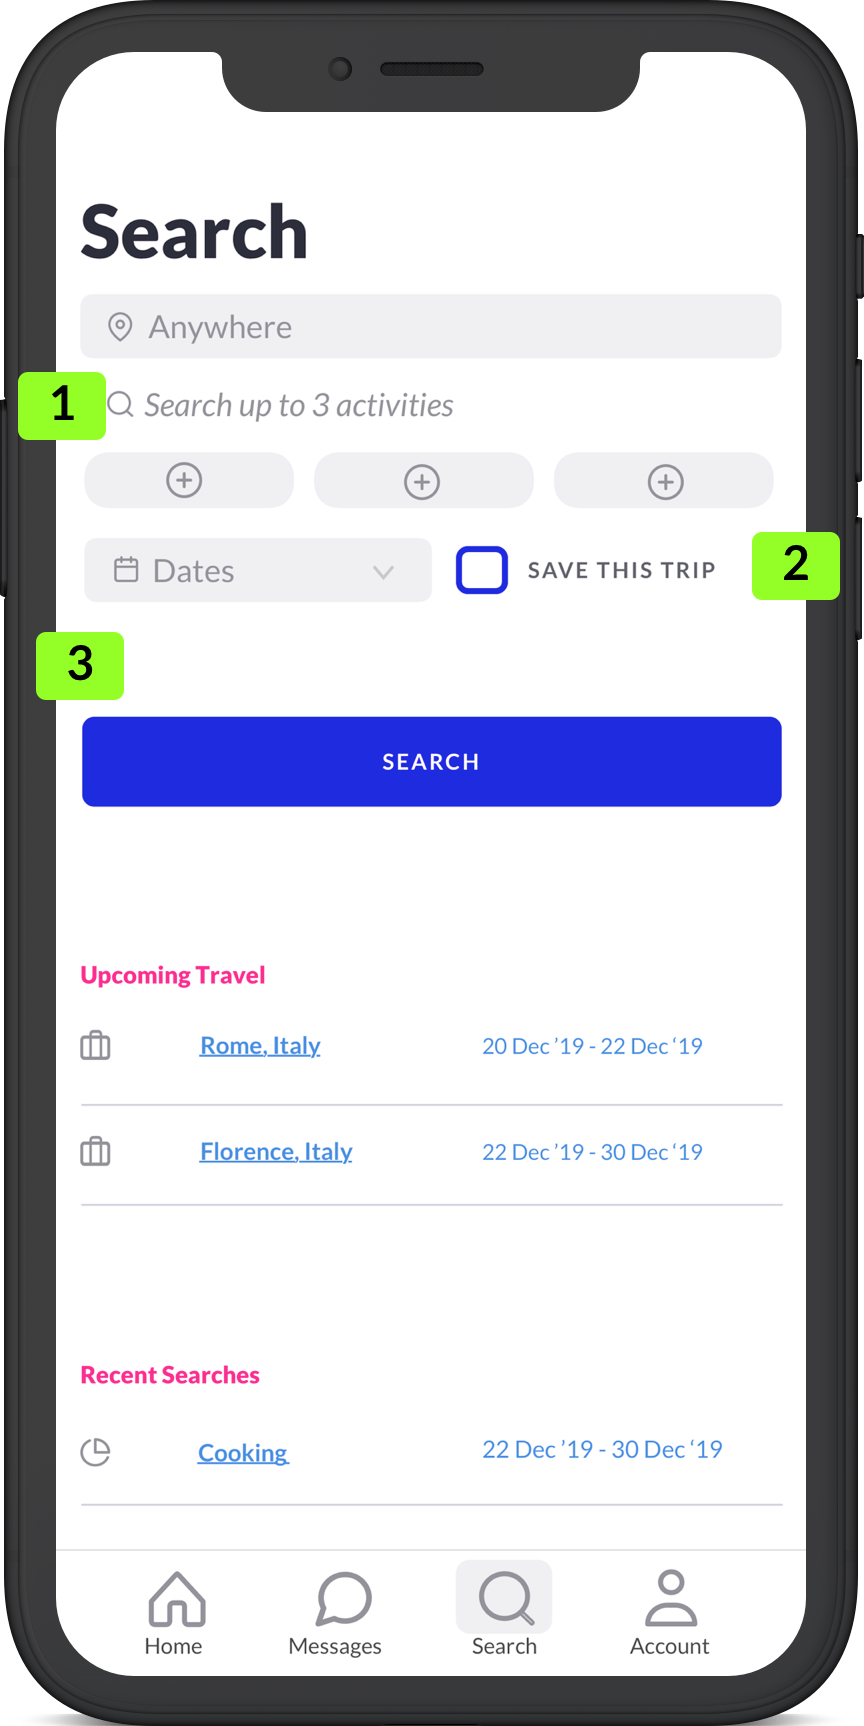 Search
Anywhere
1
Search up to 3 activities
Dates
SAVE THIS TRIP
2
3
SEARCH
Upcoming Travel
Rome, Italy 20 Dec ’19 - 22 Dec ‘19
Florence, Italy 22 Dec ’19 - 30 Dec ‘19
Recent Searches
Cooking 22 Dec ’19 - 30 Dec ‘19
Home Messages Search Account